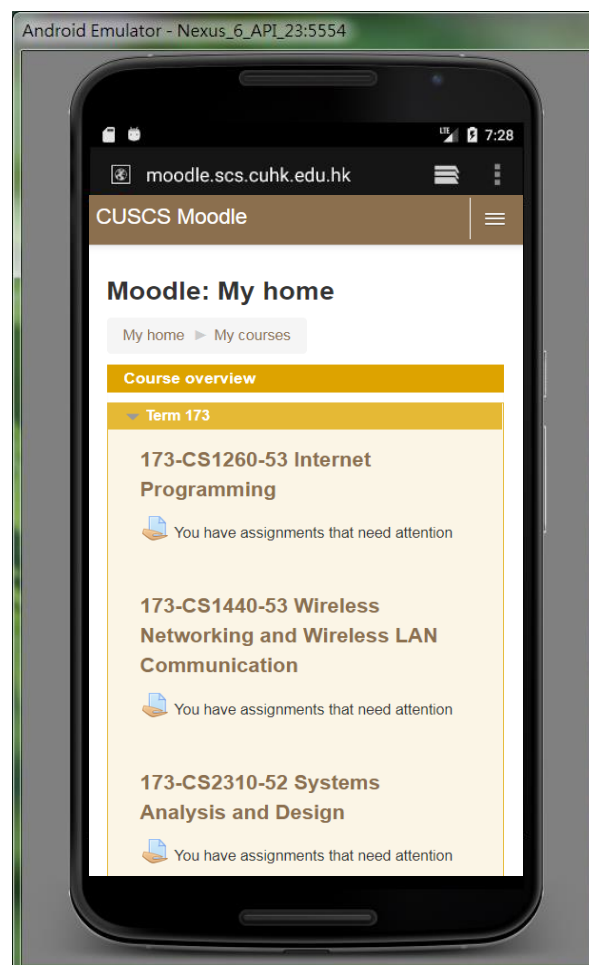 Android Emulator - Nexus_6_API_23:5554
LTE 7:28
moodle.scs.cuhk.edu.hk
CUSCS Moodle
Moodle: My home
My home ► My courses
Course overview
Term 173
173-CS1260-53 Internet
Programming
You have assignments that need attention
173-CS1440-53 Wireless
Networking and Wireless LAN
Communication
You have assignments that need attention
173-CS2310-52 Systems
Analysis and Design
You have assignments that need attention